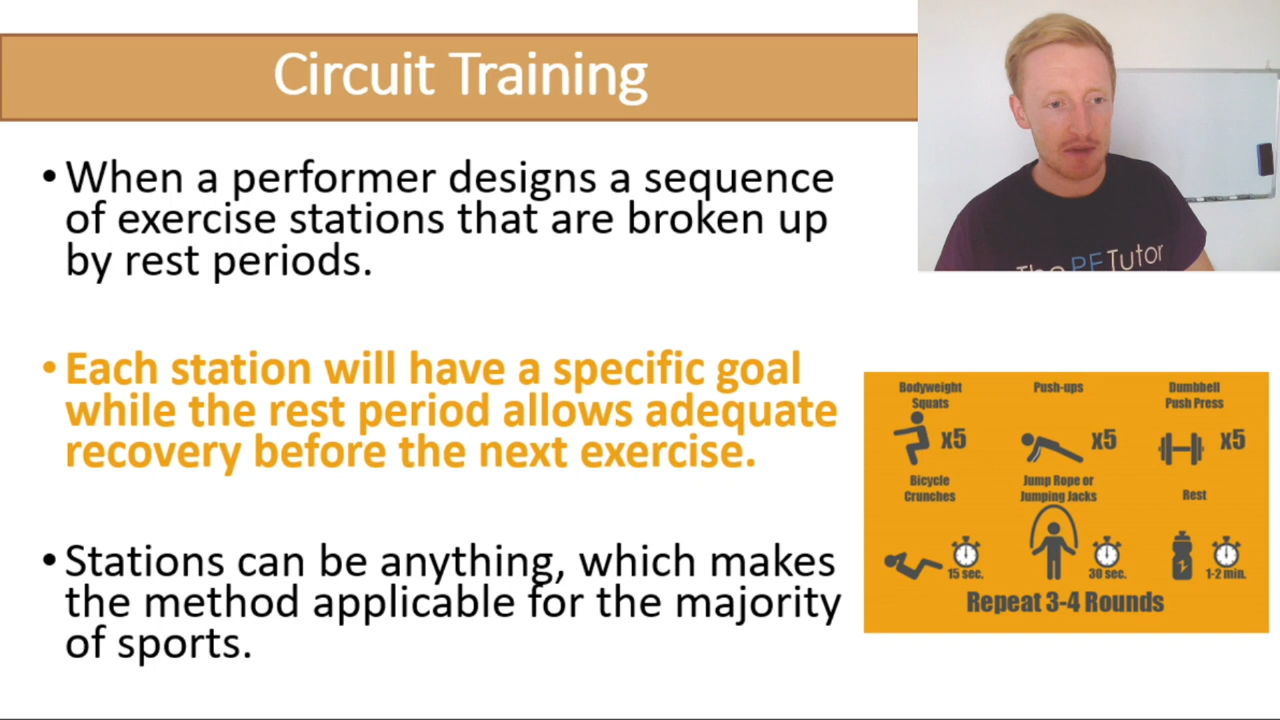 Circuit Training
• When a performer designs a sequence
of exercise stations that are broken up
by rest periods.
• Each station will have a specific goal
while the rest period allows adequate
recovery before the next exercise.
• Stations can be anything, which makes
the method applicable for the majority
of sports.
The PE Tutor
Bodyweight
Squats
x5
Push-ups
x5
Dumbbell
Push Press
x5
Bicycle
Crunches
15 sec.
Jump Rope or
Jumping Jacks
30 sec.
Rest
1-2 min.
Repeat 3-4 Rounds